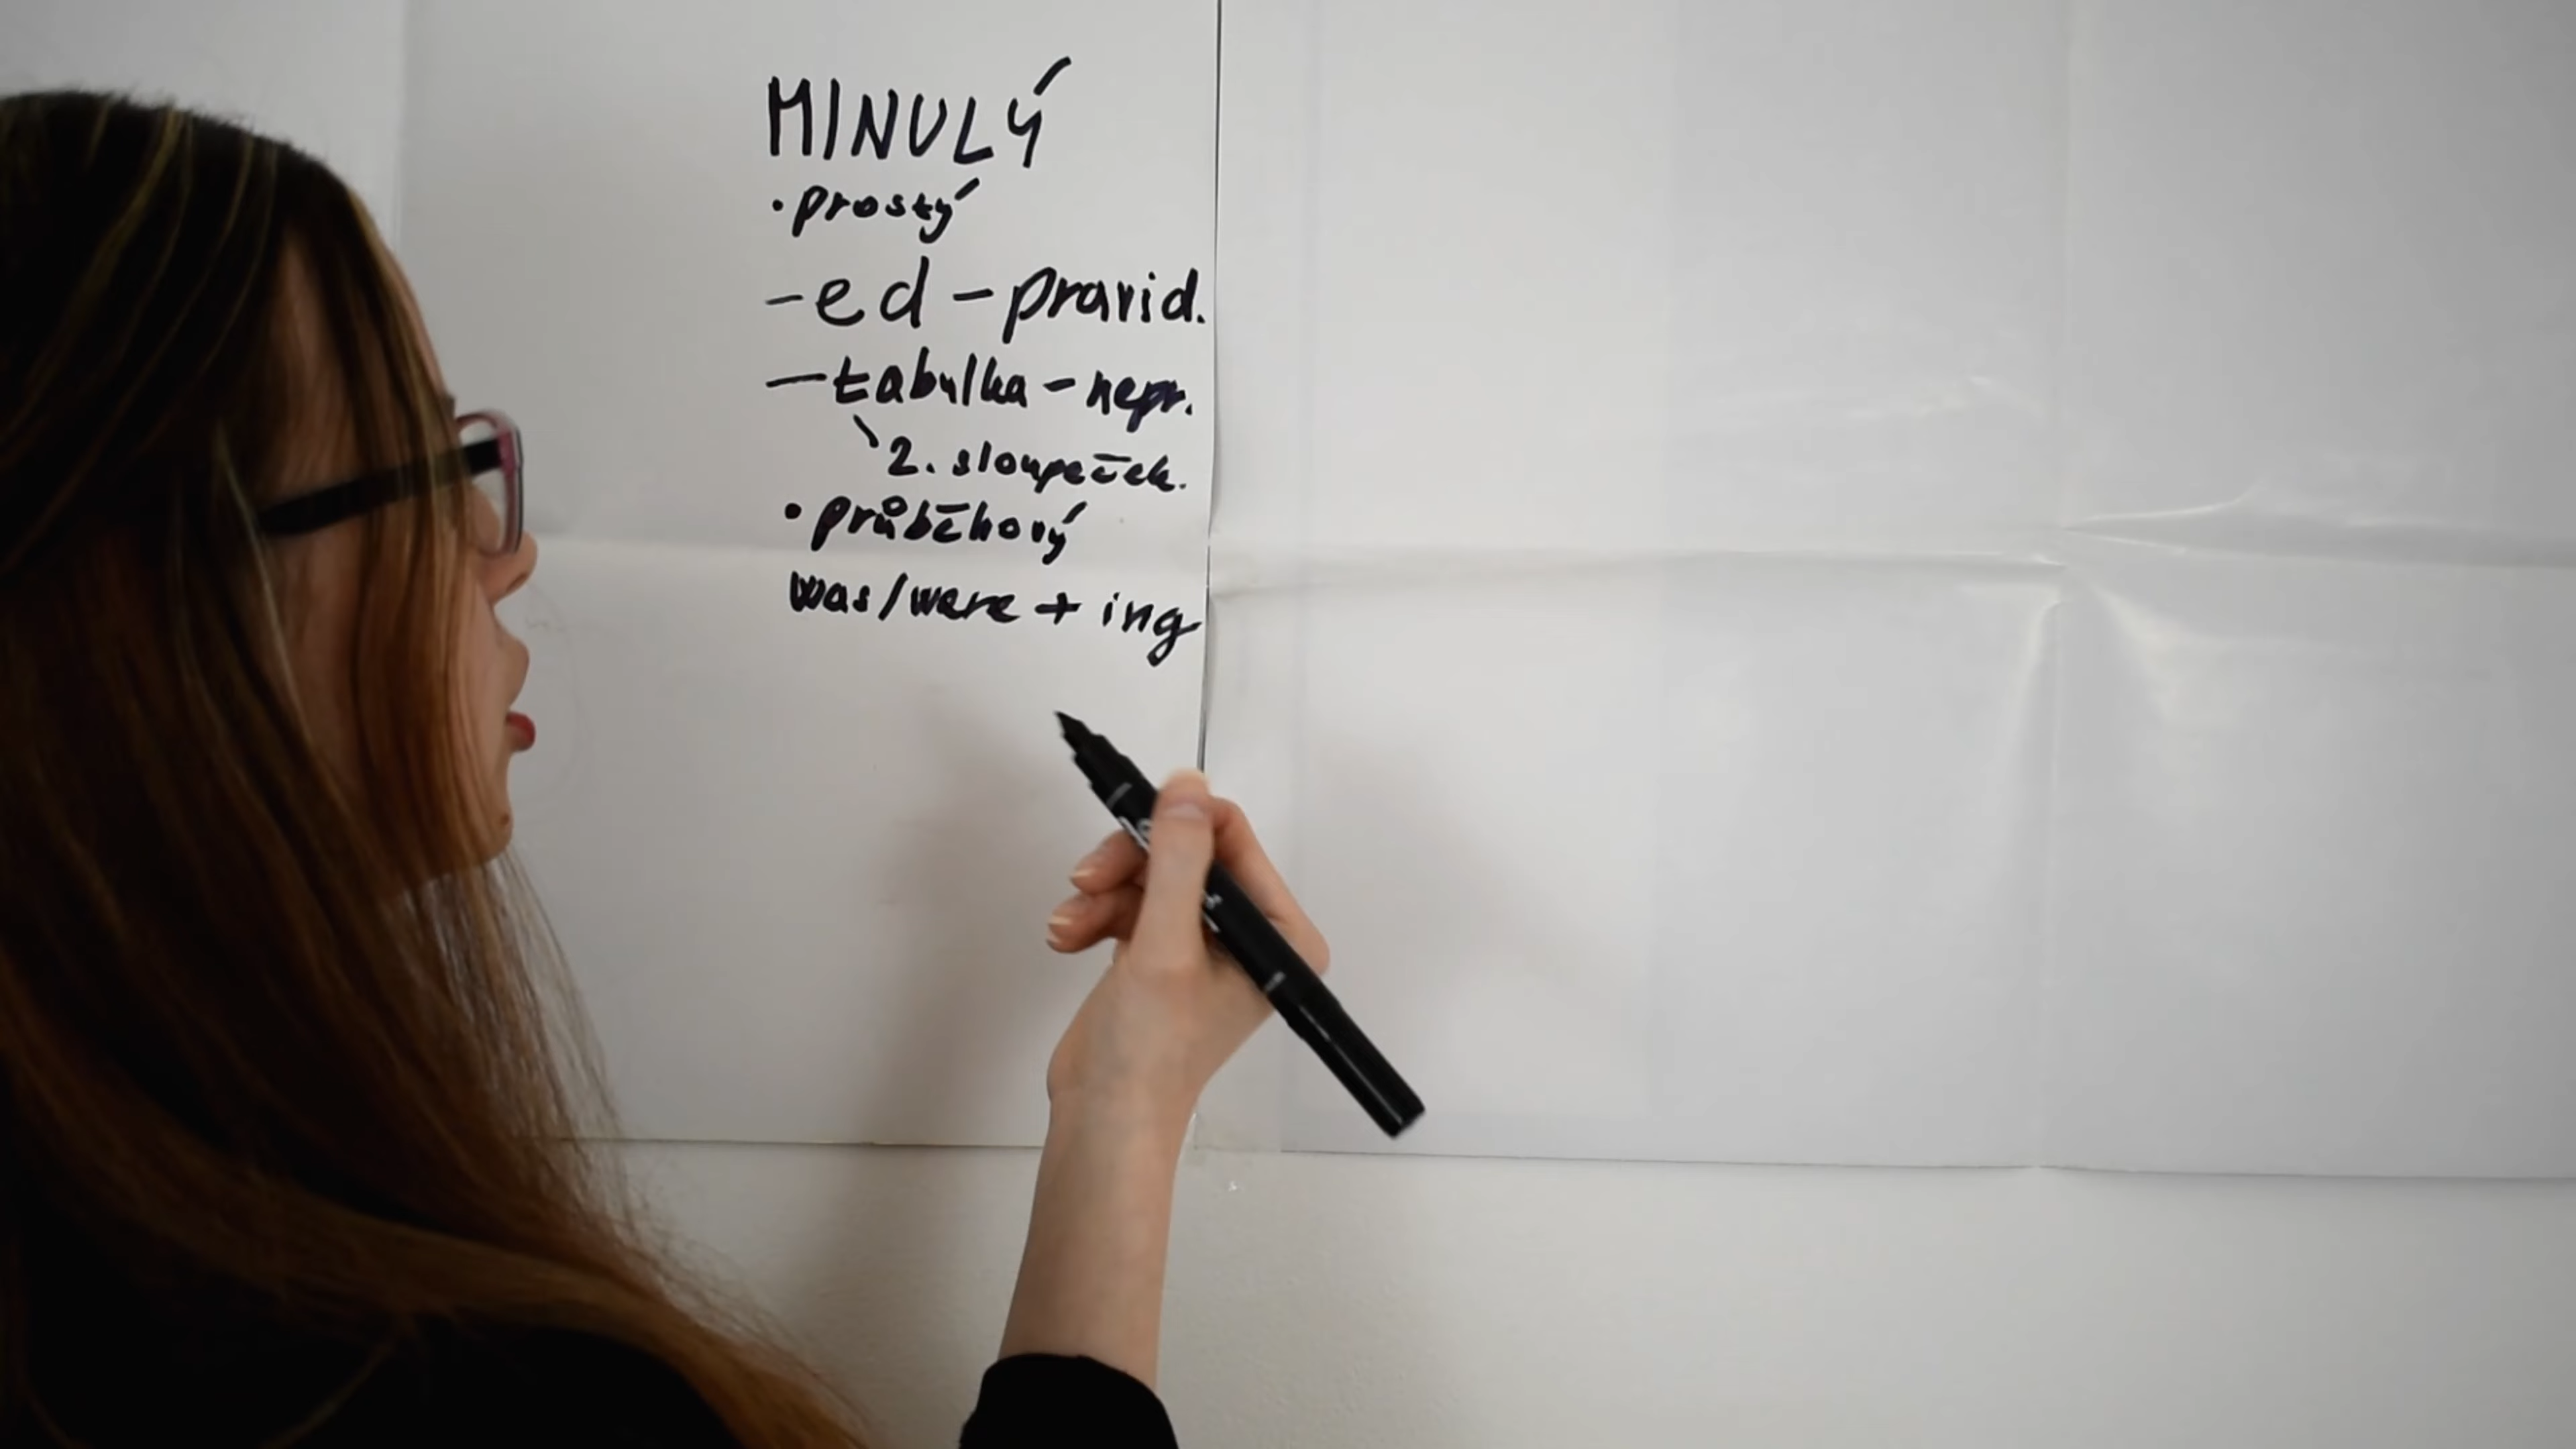 MINULÝ
• prostý
- ed - pravid.
- tabulka - nepr.
\ 2. sloupeček.
• průběhový
was/were + ing